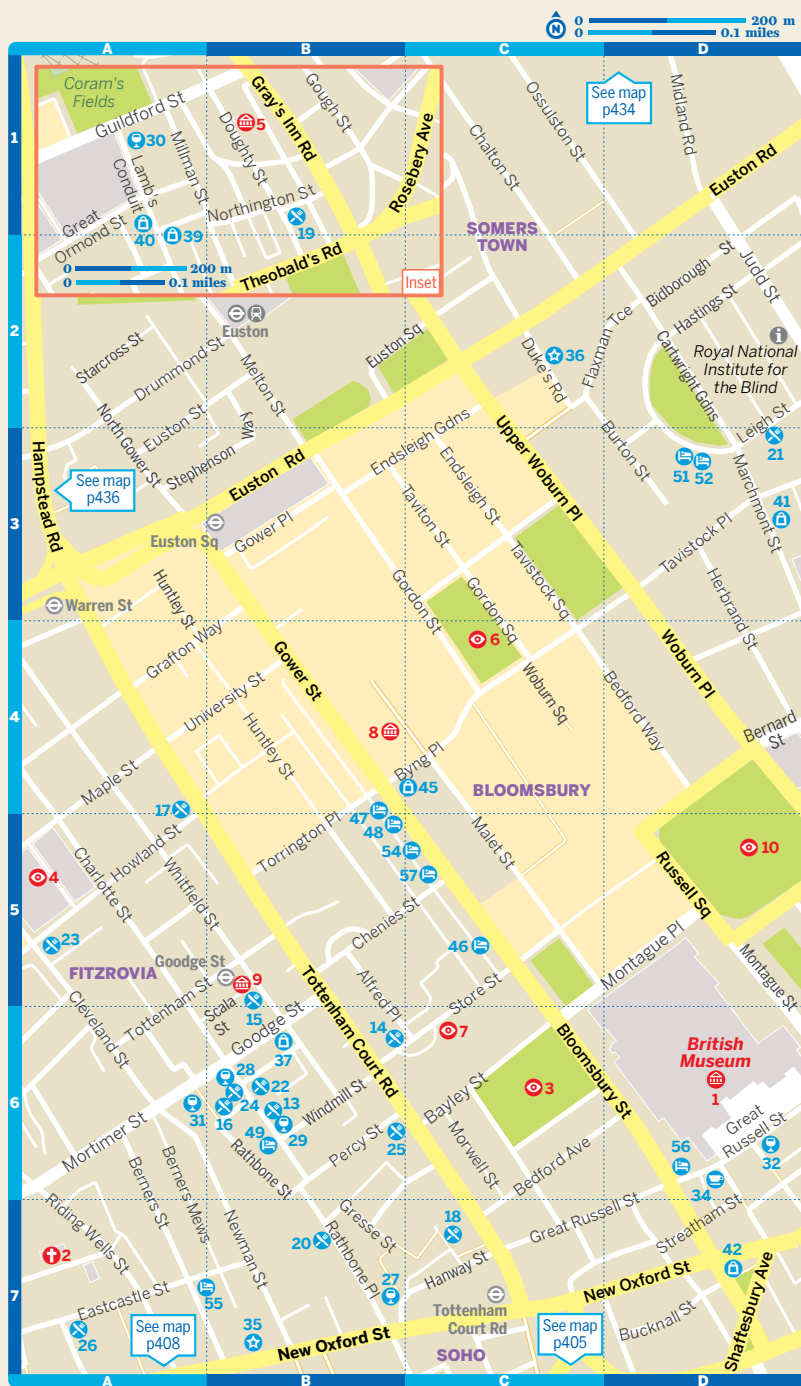 N
0 200 m
0 0.1 miles
A B C D
1
2
3
4
5
6
7
Coram's
Fields
Guildford St
Gray's Inn Rd
Gough St
Doughty St
5
30
Millman St
Lamb's
Conduit
Great
Ormond St
Northington St
40
39
19
Rosebery Ave
Theobald's Rd
0 200 m
0 0.1 miles
Inset
See map
p434
Ossulston St
Midland Rd
Chalton St
Euston Rd
SOMERS
TOWN
Bidborough St
Judd St
Hastings St
Euston
Starcross St
Drummond St
Melton St
Euston Sq
36
Duke's Rd
Flaxman Tce
Cartwright Gdns
Royal National
Institute for
the Blind
Leigh St
21
Euston St
North Gower St
Stephenson
Way
Euston Rd
Endsleigh Gdns
Endsleigh St
Upper Woburn Pl
Burton St
51
52
Marchmont St
41
Hampstead Rd
See map
p436
Euston Sq
Gower Pl
Taviton St
Tavistock Sq
Tavistock Pl
Herbrand St
Warren St
Huntley St
Gordon St
Gordon Sq
6
Woburn Pl
Grafton Way
Gower St
Woburn Sq
Bedford Way
University St
Huntley St
8
Byng Pl
45
BLOOMSBURY
Bernard
St
Maple St
17
47
48
54
57
Torrington Pl
Malet St
10
Russell Sq
4
Howland St
Charlotte St
Whitfield St
23
FITZROVIA
Goodge St
9
Chenies St
46
Montague Pl
Montague St
Tottenham St
Scala
St
15
Cleveland St
Tottenham Court Rd
Alfred Pl
Store St
14
7
Goodge St
37
Bloomsbury St
British
Museum
1
3
Bayley St
28
22
24
13
16
31
29
49
Windmill St
Percy St
25
Morwell St
Bedford Ave
Great
Russell St
32
56
34
Mortimer St
Rathbone St
Berners St
Berners Mews
Newman St
Gresse St
Rathbone Pl
20
18
Great Russell St
Streatham St
Riding Wells St
2
27
Hanway St
42
New Oxford St
Eastcastle St
55
26
See map
p408
35
New Oxford St
Tottenham
Court Rd
SOHO
See map
p405
Bucknall St
Shaftesbury Ave
A B C D